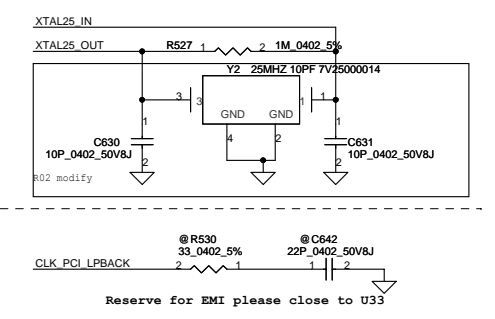 XTAL25_IN
XTAL25_OUT
R527 1 2 1M_0402_5%
Y2 25MHZ 10PF 7V25000014
3 3 1 1
GND GND
4 2
1 1
C630
10P_0402_50V8J
C631
10P_0402_50V8J
2 2
R02 modify
@R530
33_0402_5%
@C642
22P_0402_50V8J
CLK_PCI_LPBACK 2 1 1 2
Reserve for EMI please close to U33